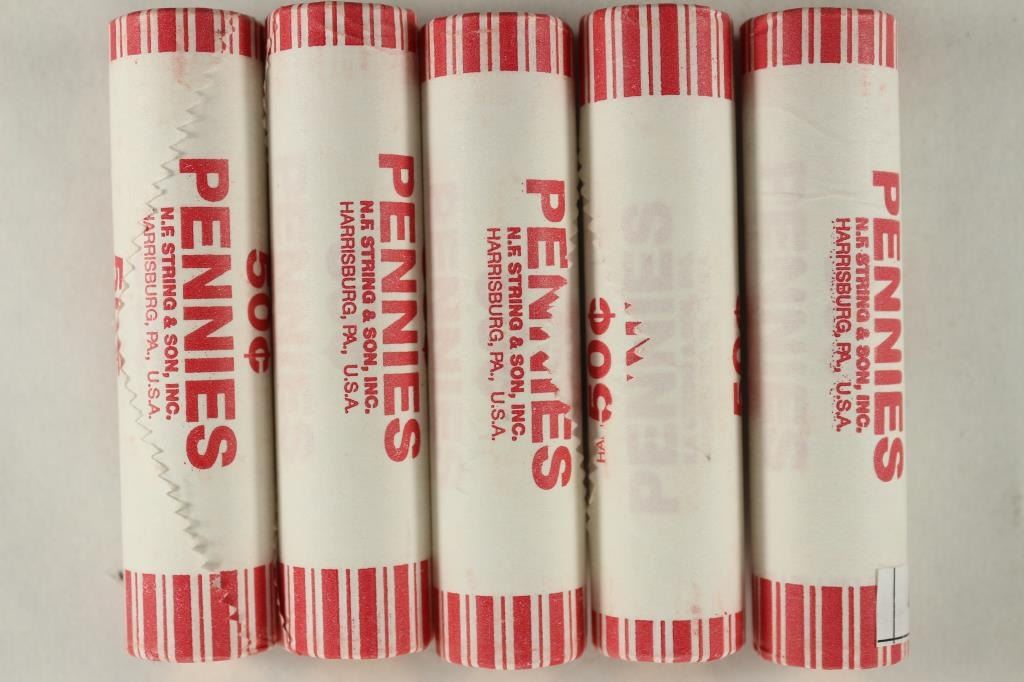 PENNIES
N.F. STRING & SON, INC.
HARRISBURG, PA., U.S.A.
50¢
PENNIES
N.F. STRING & SON, INC.
HARRISBURG, PA., U.S.A.
PENNIES
N.F. STRING & SON, INC.
HARRISBURG, PA., U.S.A.
50¢
HA
PENNIES
PENNIES
N.F. STRING & SON, INC.
HARRISBURG, PA., U.S.A.